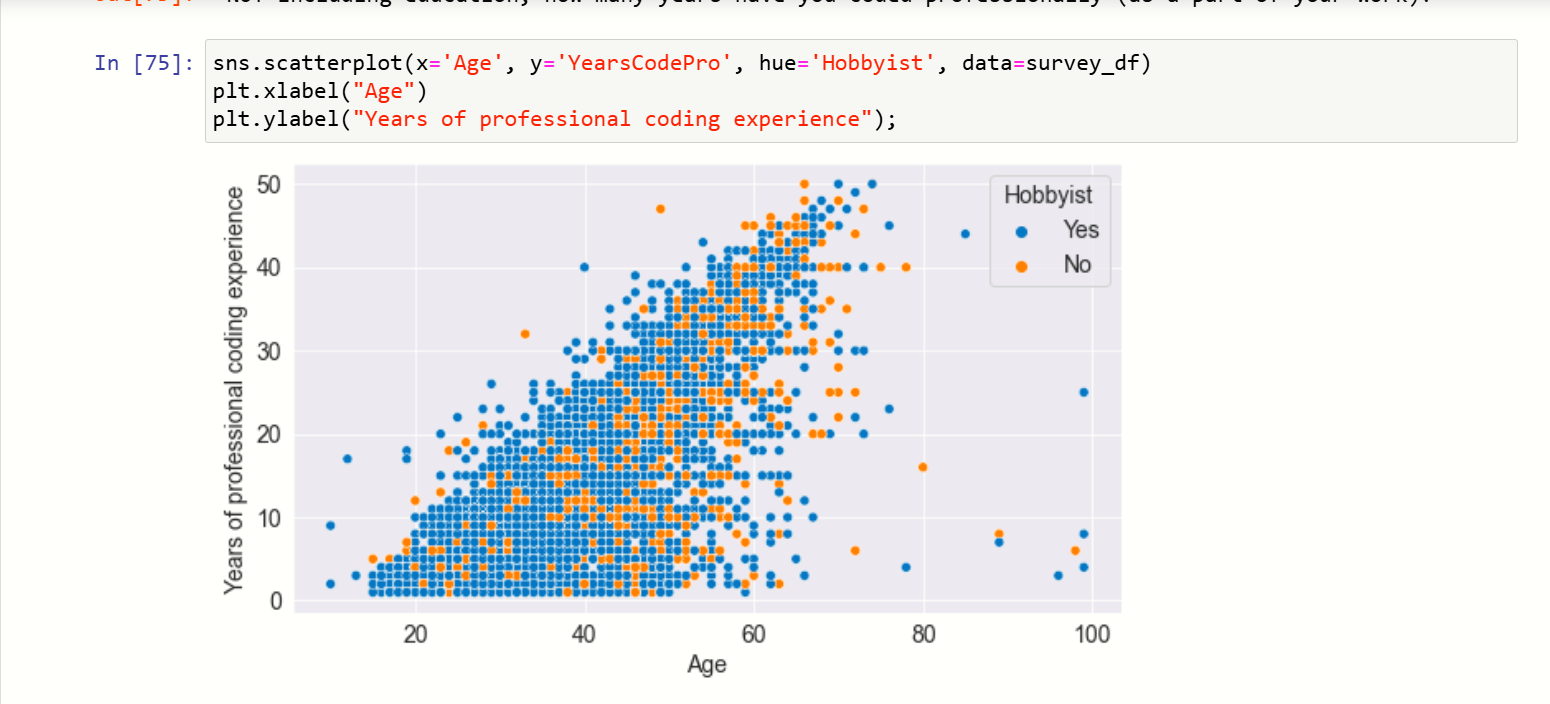 In [75]:
sns.scatterplot(x='Age', y='YearsCodePro', hue='Hobbyist', data=survey_df)
plt.xlabel("Age")
plt.ylabel("Years of professional coding experience");
Years of professional coding experience
50
40
30
20
10
0
Hobbyist
Yes
No
20 40 60 80 100
Age